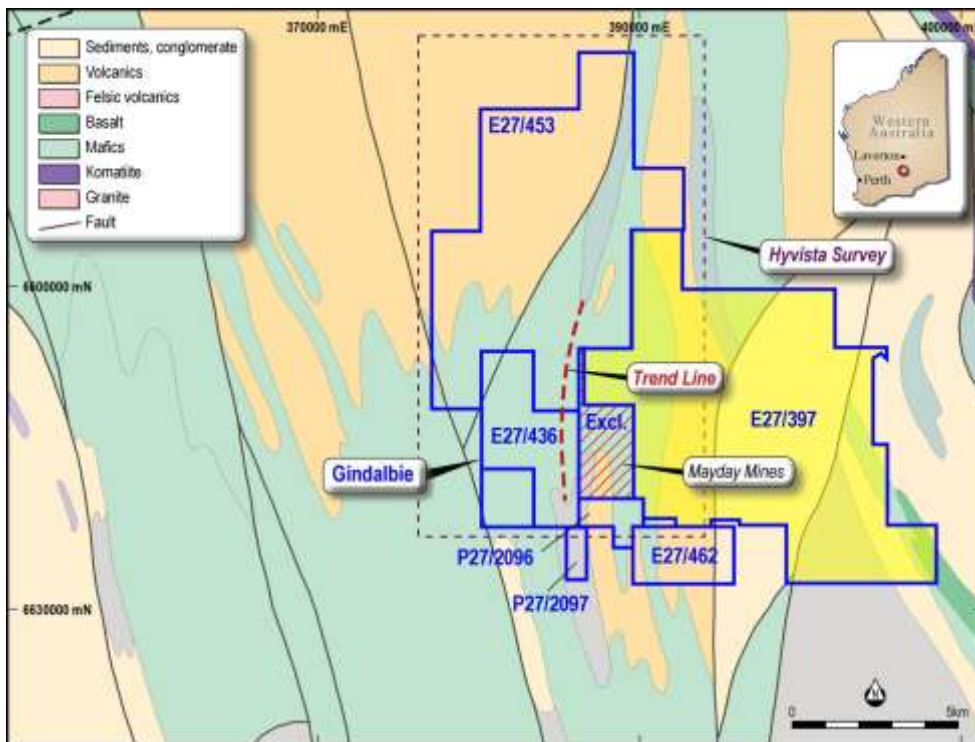 370000 mE
390000 mE
400000 mE
Sediments, conglomerate
Volcanics
Felsic volcanics
Basalt
Mafics
Komatiite
Granite
Fault
Western
Australia
Laverton
Perth
E27/453
Hyvista Survey
6600000 mN
Trend Line
E27/397
E27/436
Excl.
Gindalbie
Mayday Mines
P27/2096
E27/462
P27/2097
6630000 mN
N
0
5km